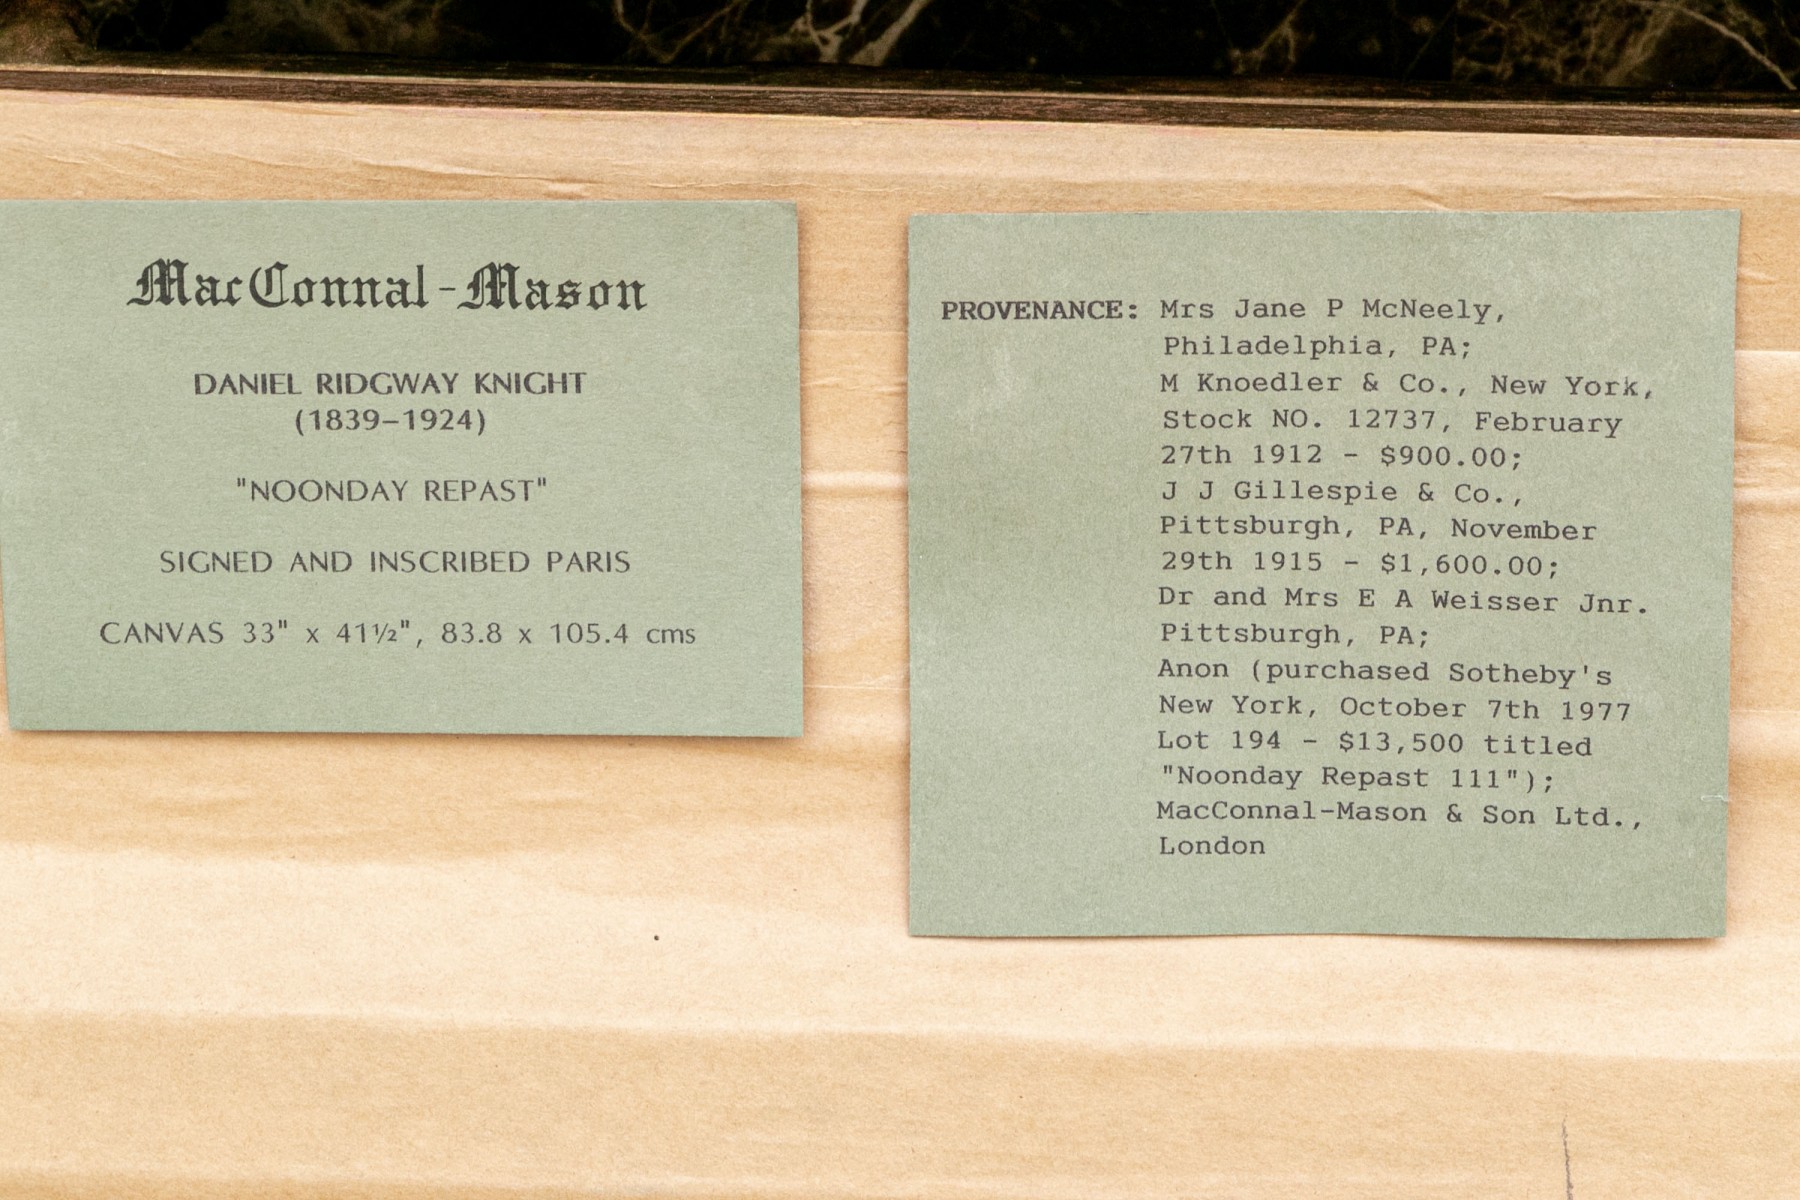 MacConnal-Mason
DANIEL RIDGWAY KNIGHT
(1839–1924)
"NOONDAY REPAST"
SIGNED AND INSCRIBED PARIS
CANVAS 33" x 41½", 83.8 x 105.4 cms
PROVENANCE: Mrs Jane P McNeely,
Philadelphia, PA;
M Knoedler & Co., New York,
Stock NO. 12737, February
27th 1912 - $900.00;
J J Gillespie & Co.,
Pittsburgh, PA, November
29th 1915 - $1,600.00;
Dr and Mrs E A Weisser Jnr.
Pittsburgh, PA;
Anon (purchased Sotheby's
New York, October 7th 1977
Lot 194 - $13,500 titled
"Noonday Repast 111");
MacConnal-Mason & Son Ltd.,
London